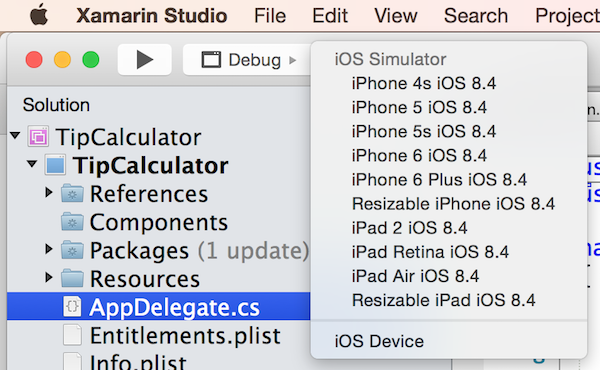 Xamarin Studio File Edit View Search Project
Debug
Solution
TipCalculator
TipCalculator
References
Components
Packages (1 update)
Resources
AppDelegate.cs
Entitlements.plist
Info.plist
iOS Simulator
iPhone 4s iOS 8.4
iPhone 5 iOS 8.4
iPhone 5s iOS 8.4
iPhone 6 iOS 8.4
iPhone 6 Plus iOS 8.4
Resizable iPhone iOS 8.4
iPad 2 iOS 8.4
iPad Retina iOS 8.4
iPad Air iOS 8.4
Resizable iPad iOS 8.4
iOS Device